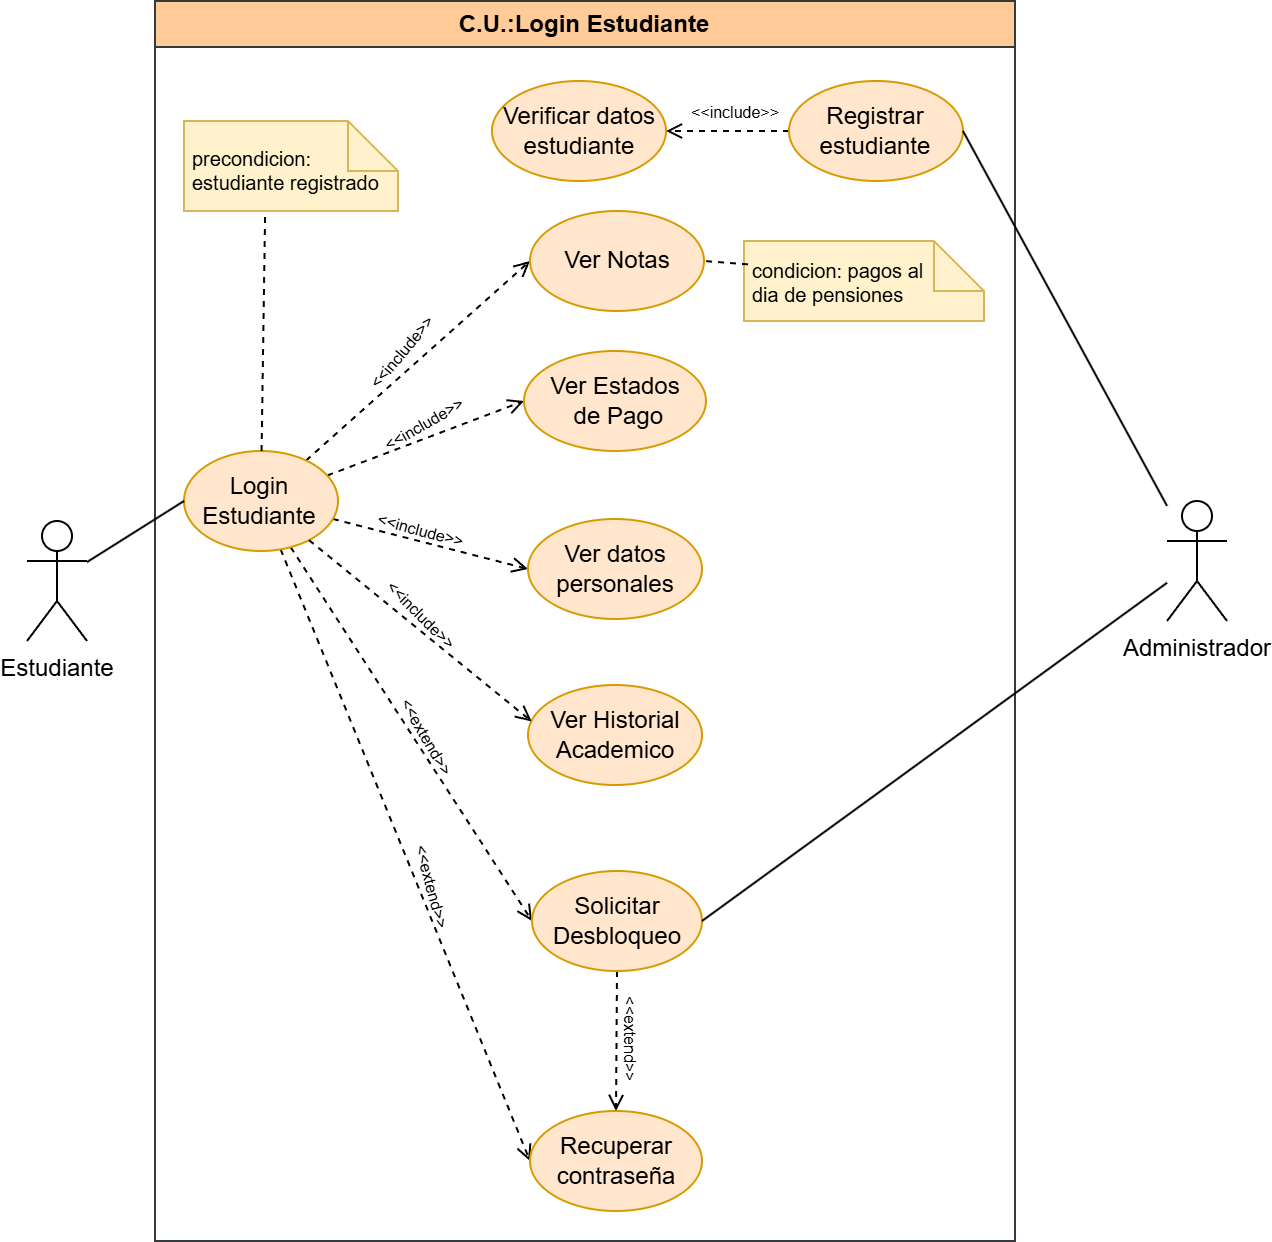 C.U.:Login Estudiante
Verificar datos
estudiante
<<include>>
Registrar
estudiante
precondicion:
estudiante registrado
Ver Notas
condicion: pagos al
dia de pensiones
<<include>>
Ver Estados
de Pago
<<include>>
Login
Estudiante
<<include>>
Ver datos
personales
<<include>>
Estudiante
Administrador
Ver Historial
Academico
<<extend>>
Solicitar
Desbloqueo
<<extend>>
<<extend>>
Recuperar
contraseña